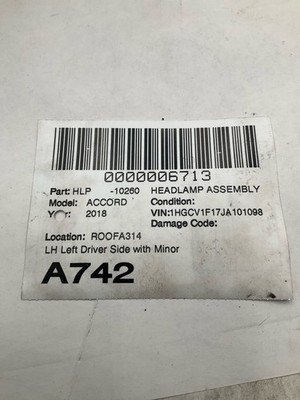 0000006713
Part: HLP -10260 HEADLAMP ASSEMBLY
Model: ACCORD Condition:
Year: 2018 VIN:1HGCV1F17JA101098
Damage Code:
Location: ROOFA314
LH Left Driver Side with Minor
A742